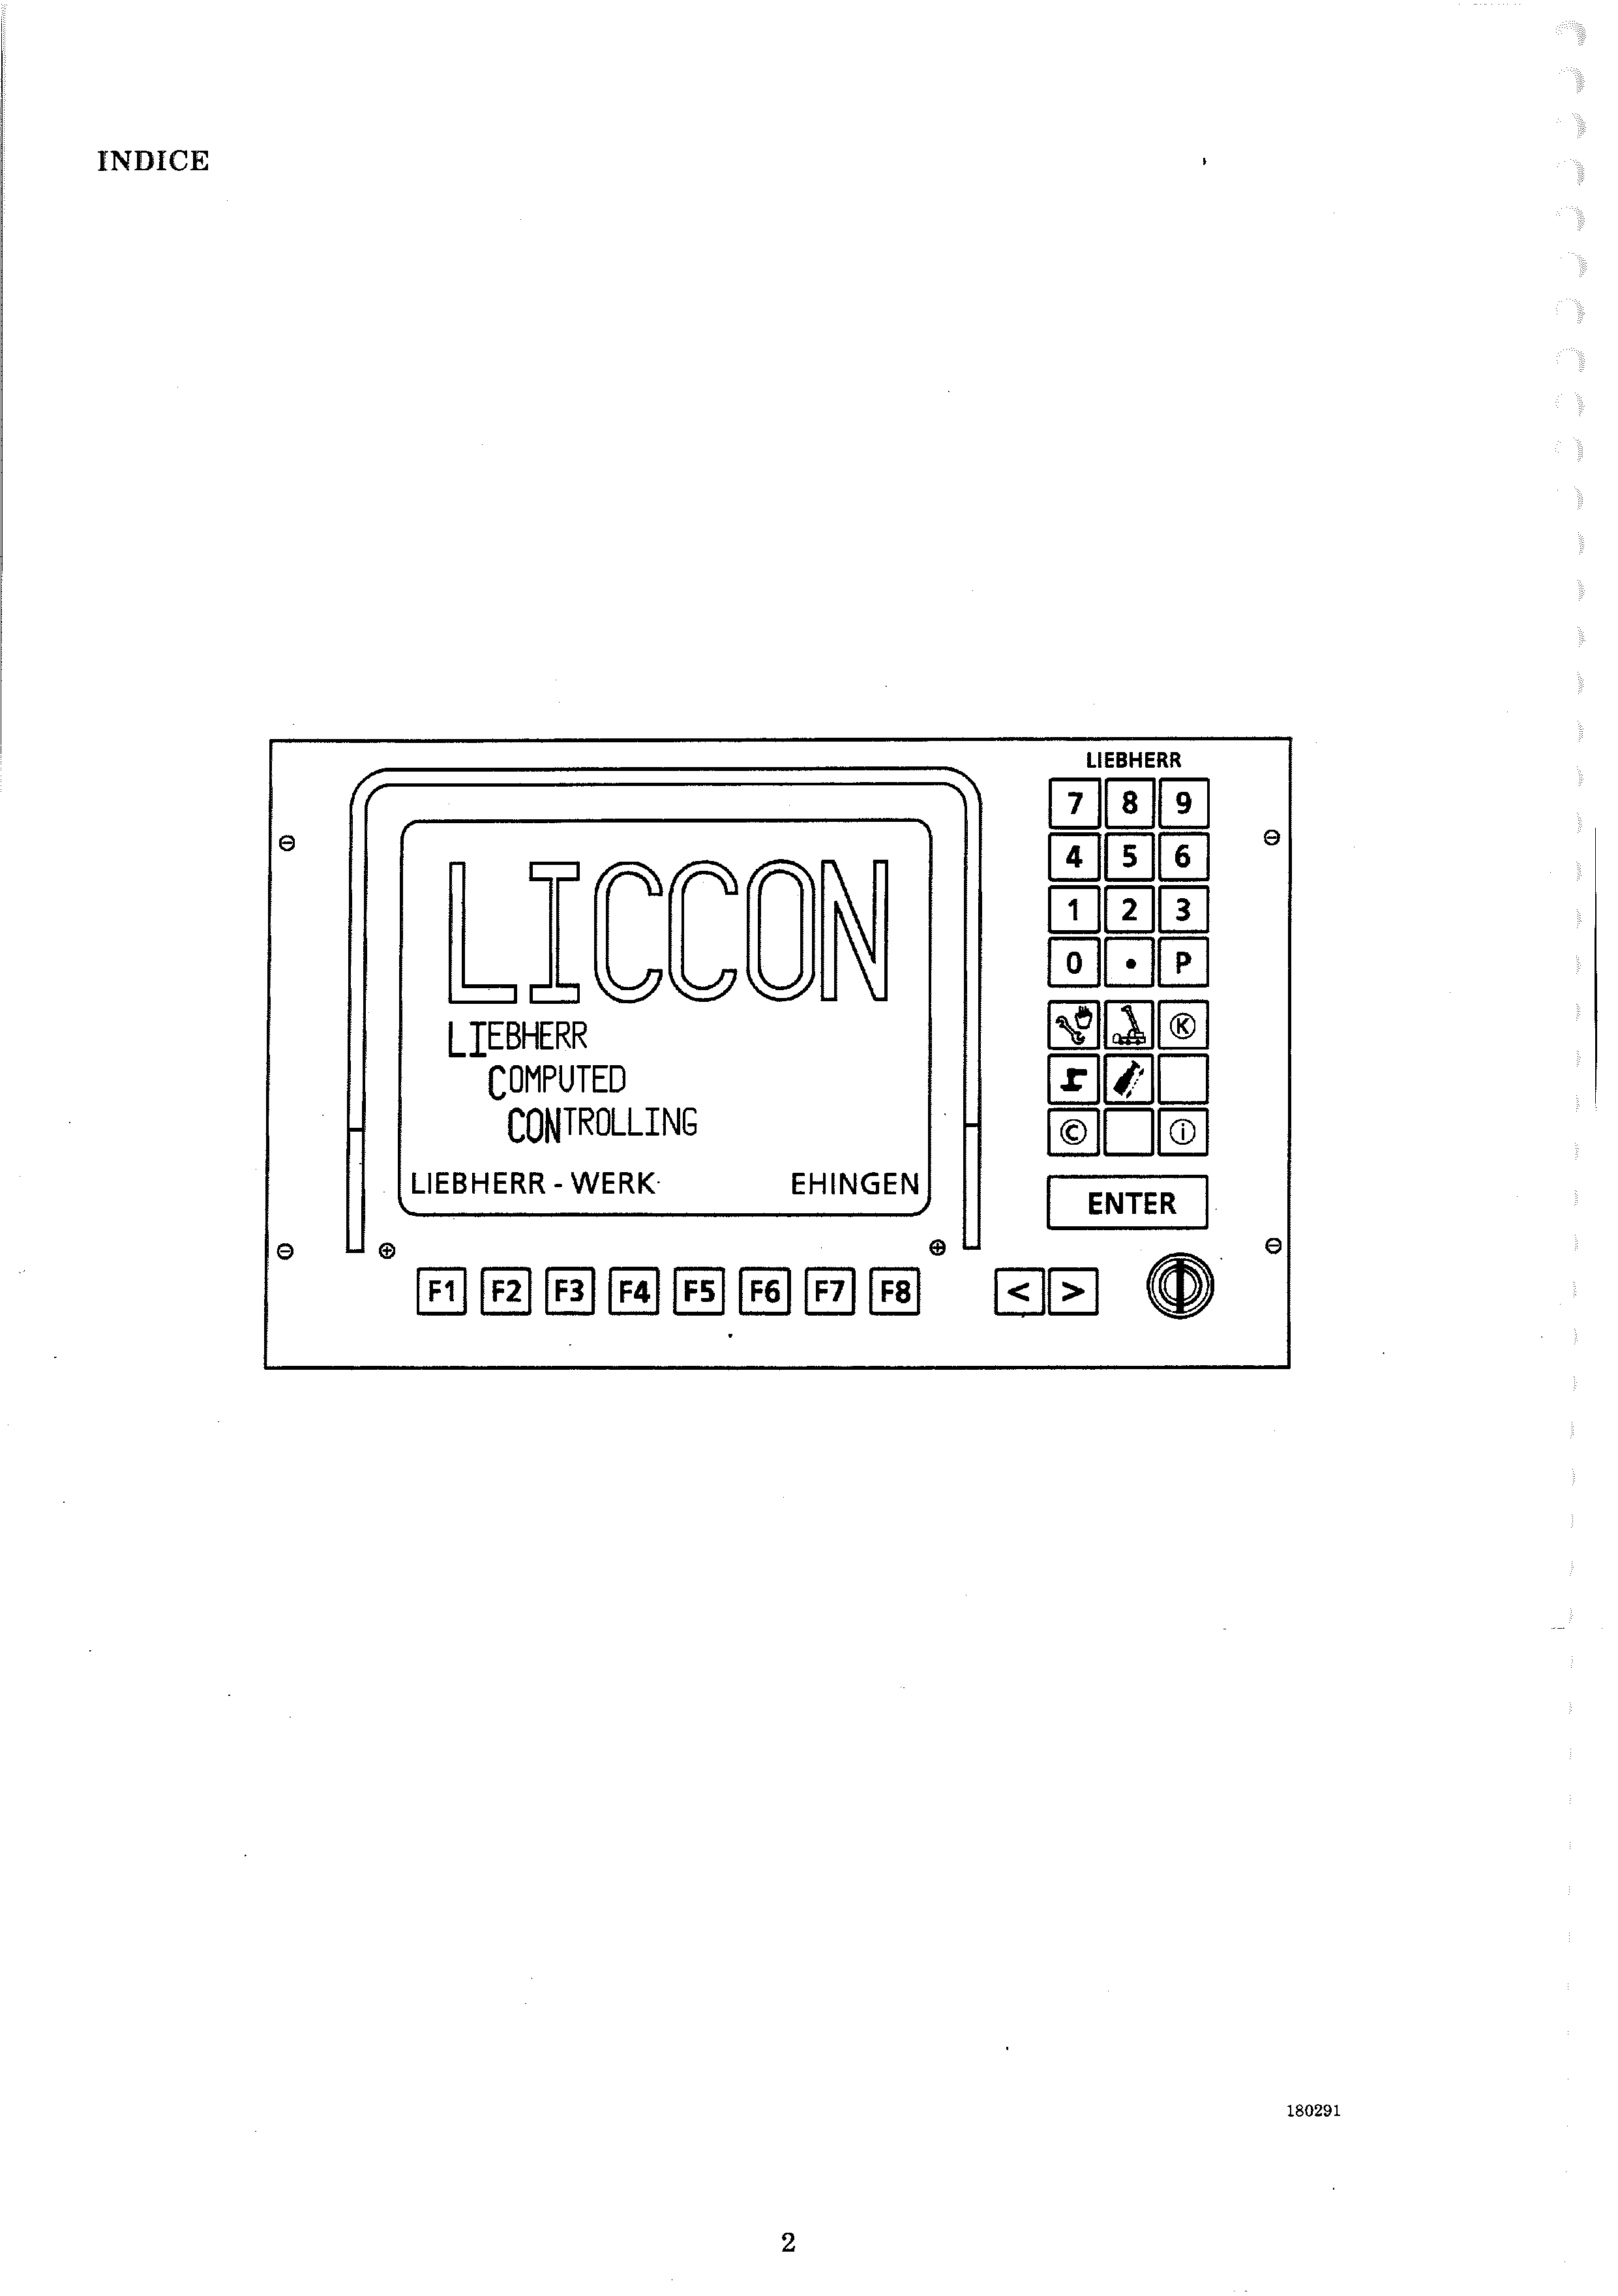 INDICE
LIEBHERR
7 8 9
4 5 6
1 2 3
0 • P
K
C i
ENTER
LICCON
LIEBHERR
COMPUTED
CONTROLLING
LIEBHERR - WERK EHINGEN
F1 F2 F3 F4 F5 F6 F7 F8 < >
180291
2